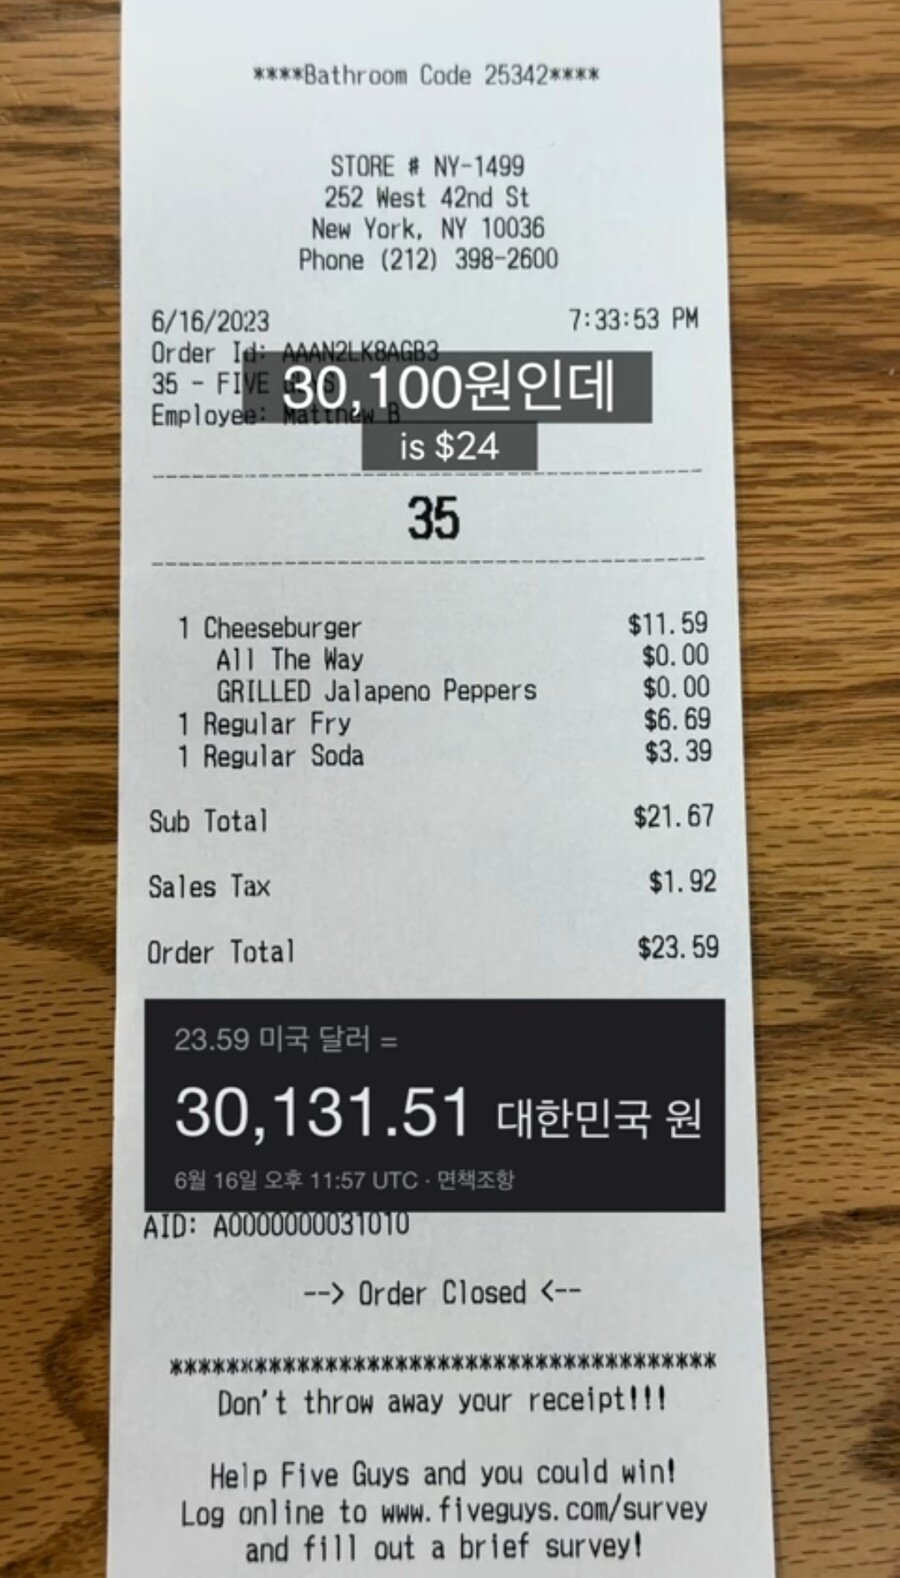 ****Bathroom Code 25342****
STORE # NY-1499
252 West 42nd St
New York, NY 10036
Phone (212) 398-2600
6/16/2023 7:33:53 PM
Order Id: AAAN2LK8AGB3
35 - FIVE GUYS
30,100원인데
Employee: Matthew B
is $24
35
1 Cheeseburger $11.59
All The Way $0.00
GRILLED Jalapeno Peppers $0.00
1 Regular Fry $6.69
1 Regular Soda $3.39
Sub Total $21.67
Sales Tax $1.92
Order Total $23.59
23.59 미국 달러 =
30,131.51 대한민국 원
6월 16일 오후 11:57 UTC · 면책조항
AID: A0000000031010
--> Order Closed <--
****************************************
Don't throw away your receipt!!!
Help Five Guys and you could win!
Log online to www.fiveguys.com/survey
and fill out a brief survey!